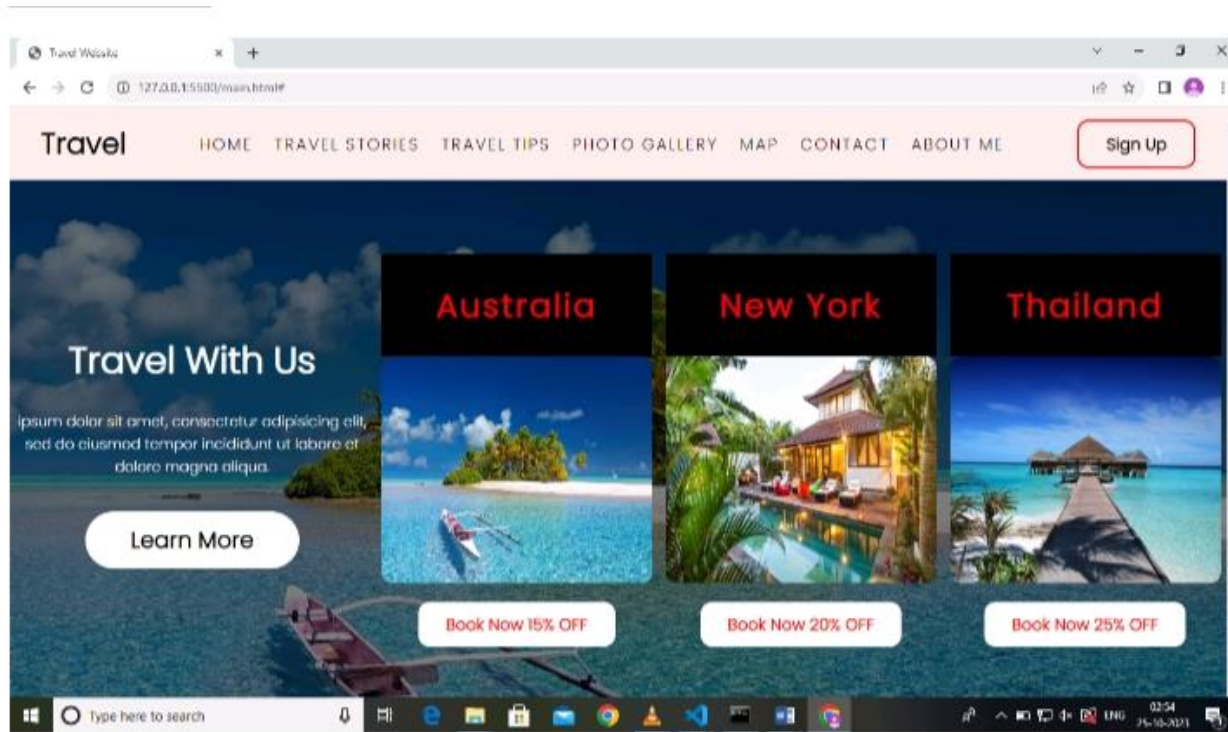 Travel Website
127.0.0.1:5500/main.html#
Travel HOME TRAVEL STORIES TRAVEL TIPS PHOTO GALLERY MAP CONTACT ABOUT ME Sign Up
Travel With Us
ipsum dolor sit amet, consectetur adipisicing elit,
sed do eiusmod tempor incididunt ut labore et
dolore magna aliqua.
Learn More
Australia
Book Now 15% OFF
New York
Book Now 20% OFF
Thailand
Book Now 25% OFF
Type here to search
ENG
02:54
25-10-2023